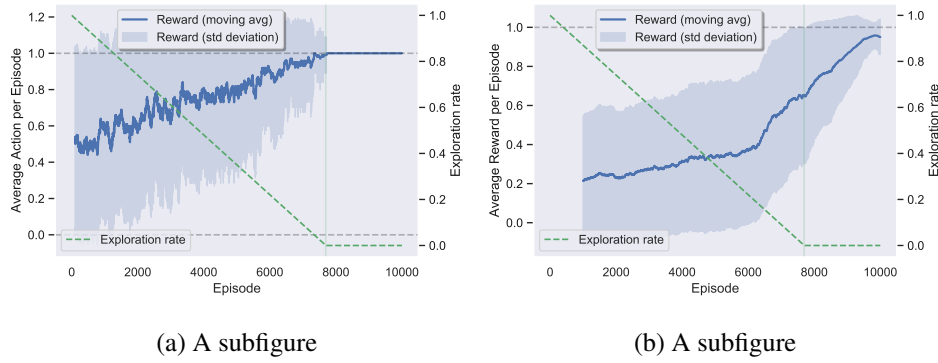 Average Action per Episode
1.2
1.0
0.8
0.6
0.4
0.2
0.0
Reward (moving avg)
Reward (std deviation)
Exploration rate
0 2000 4000 6000 8000 10000
Episode
1.0
0.8
0.6
0.4
0.2
0.0
Exploration rate
(a) A subfigure
Average Reward per Episode
1.0
0.8
0.6
0.4
0.2
0.0
Reward (moving avg)
Reward (std deviation)
Exploration rate
0 2000 4000 6000 8000 10000
Episode
1.0
0.8
0.6
0.4
0.2
0.0
Exploration rate
(b) A subfigure